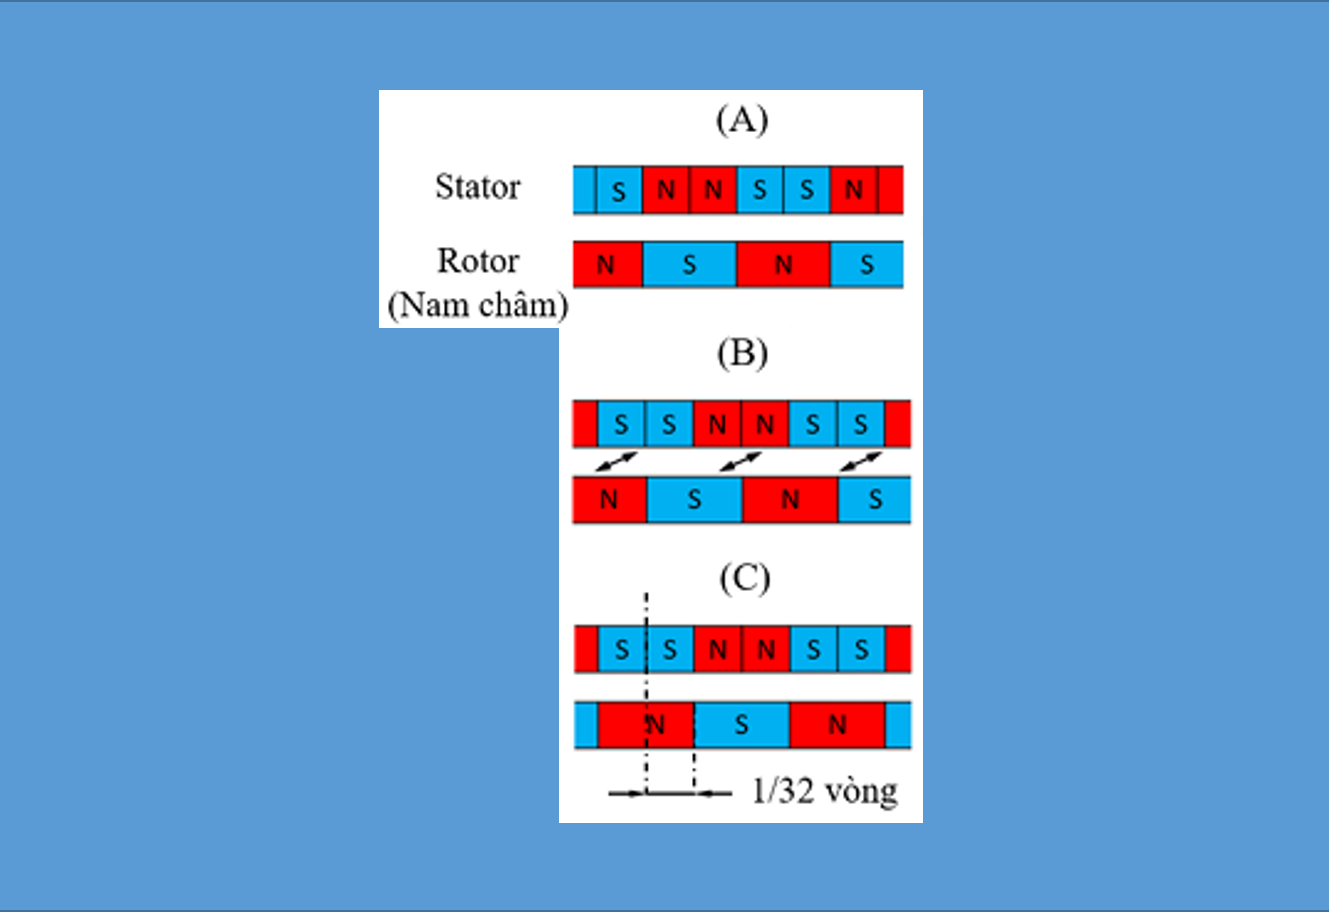 (A)
Stator S N N S S N
Rotor N S N S
(Nam châm)
(B)
S S N N S S
N S N S
(C)
S S N N S S
N S N
1/32 vòng